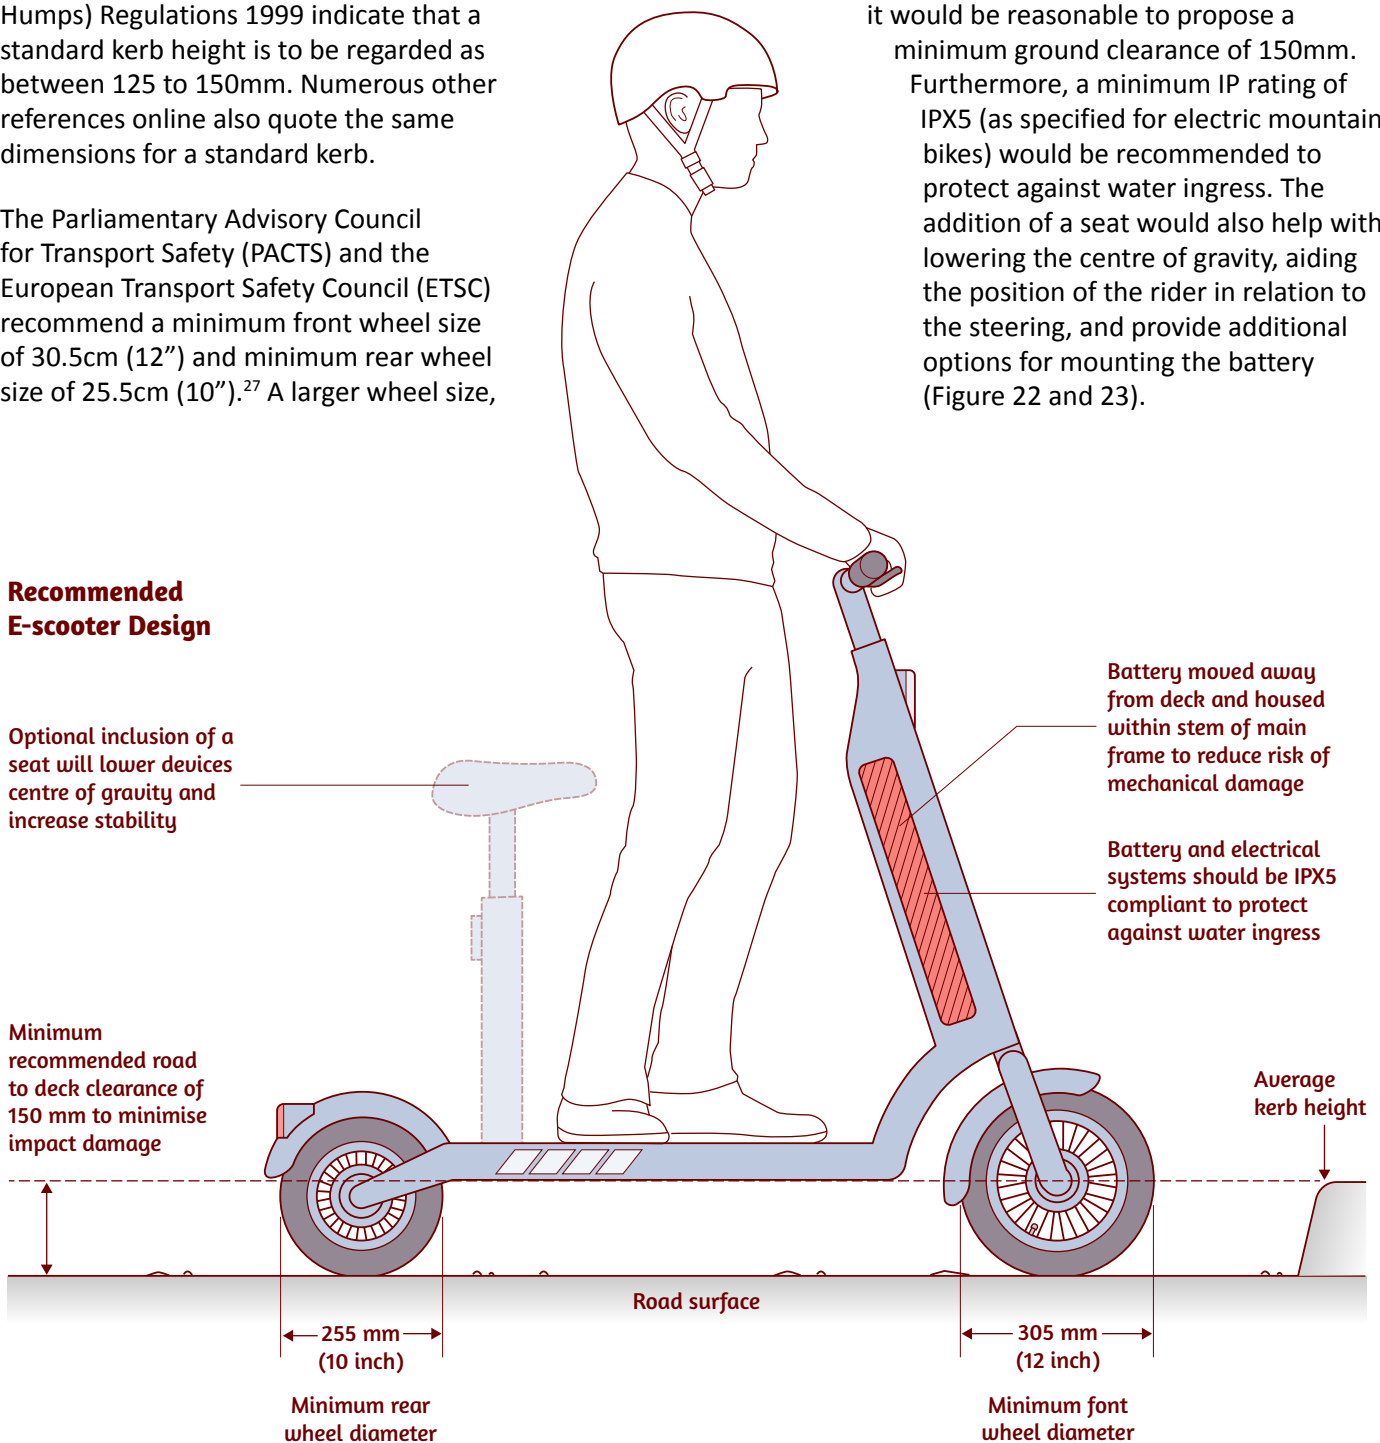 Humps) Regulations 1999 indicate that a
standard kerb height is to be regarded as
between 125 to 150mm. Numerous other
references online also quote the same
dimensions for a standard kerb.
The Parliamentary Advisory Council
for Transport Safety (PACTS) and the
European Transport Safety Council (ETSC)
recommend a minimum front wheel size
of 30.5cm (12”) and minimum rear wheel
size of 25.5cm (10”).27 A larger wheel size,
it would be reasonable to propose a
minimum ground clearance of 150mm.
Furthermore, a minimum IP rating of
IPX5 (as specified for electric mountain
bikes) would be recommended to
protect against water ingress. The
addition of a seat would also help with
lowering the centre of gravity, aiding
the position of the rider in relation to
the steering, and provide additional
options for mounting the battery
(Figure 22 and 23).
Recommended
E-scooter Design
Optional inclusion of a
seat will lower devices
centre of gravity and
increase stability
Battery moved away
from deck and housed
within stem of main
frame to reduce risk of
mechanical damage
Battery and electrical
systems should be IPX5
compliant to protect
against water ingress
Minimum
recommended road
to deck clearance of
150 mm to minimise
impact damage
Average
kerb height
Road surface
255 mm
(10 inch)
Minimum rear
wheel diameter
305 mm
(12 inch)
Minimum font
wheel diameter